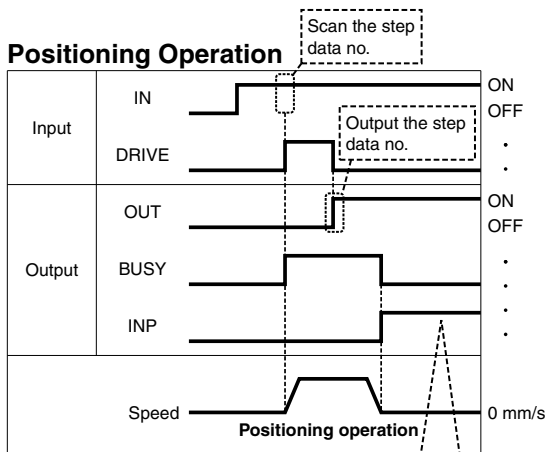 Scan the step
data no.
Positioning Operation
Input
IN
ON
OFF
DRIVE
Output the step
data no.
Output
OUT
ON
OFF
BUSY
INP
Speed
0 mm/s
Positioning operation